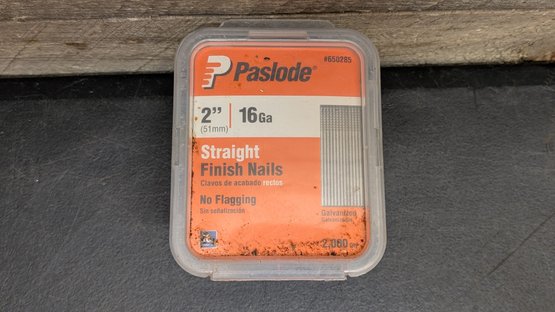 #650285
Paslode®
2" | 16Ga
(51mm)
Straight
Finish Nails
Clavos de acabado rectos
No Flagging
Sin señalización
Galvanized
Galvanizados
2,000